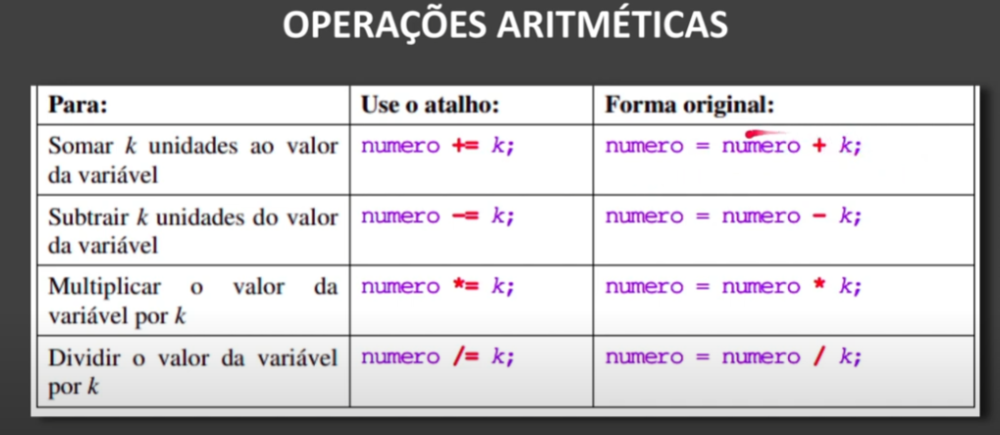 OPERAÇÕES ARITMÉTICAS
Para: Use o atalho: Forma original:
Somar k unidades ao valor numero += k; numero = numero + k;
da variável
Subtrair k unidades do valor numero -= k; numero = numero - k;
da variável
Multiplicar o valor da numero *= k; numero = numero * k;
variável por k
Dividir o valor da variável numero /= k; numero = numero / k;
por k